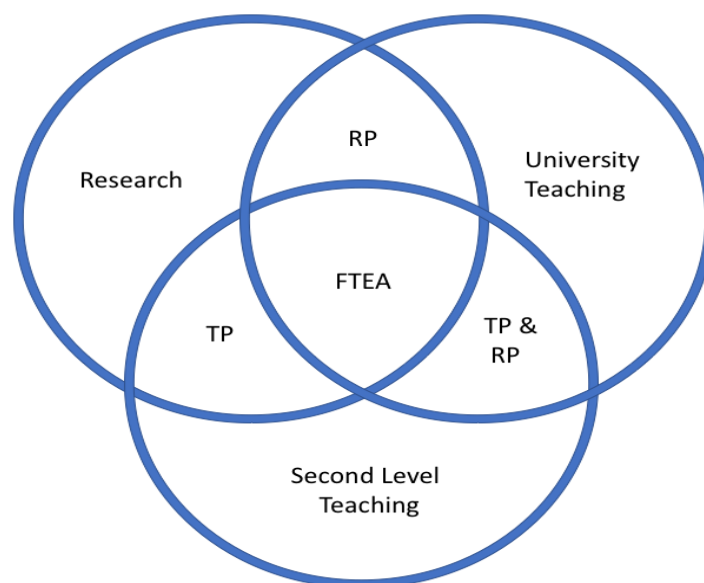 RP
Research
University
Teaching
FTEA
TP
TP &
RP
Second Level
Teaching